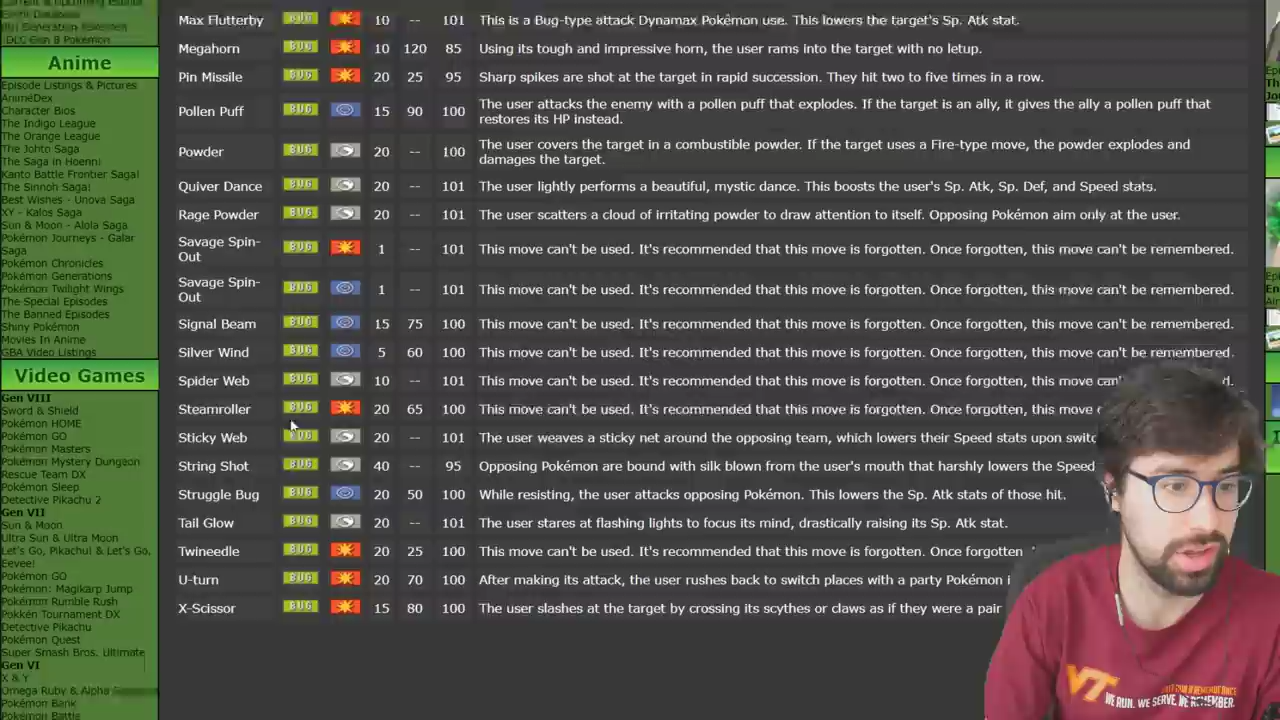 Current & Upcoming Events
Event Database
8th Generation Pokémon
DLC Gen 8 Pokémon
Anime
Episode Listings & Pictures
AniméDex
Character Bios
The Indigo League
The Orange League
The Johto Saga
The Saga in Hoenn!
Kanto Battle Frontier Saga!
The Sinnoh Saga!
Best Wishes - Unova Saga
XY - Kalos Saga
Sun & Moon - Alola Saga
Pokémon Journeys - Galar
Saga
Pokémon Chronicles
Pokémon Generations
Pokémon Twilight Wings
The Special Episodes
The Banned Episodes
Shiny Pokémon
Movies In Anime
GBA Video Listings
Video Games
Gen VIII
Sword & Shield
Pokémon HOME
Pokémon GO
Pokémon Masters
Pokémon Mystery Dungeon
Rescue Team DX
Pokémon Sleep
Detective Pikachu 2
Gen VII
Sun & Moon
Ultra Sun & Ultra Moon
Let's Go, Pikachu! & Let's Go,
Eevee!
Pokémon GO
Pokémon: Magikarp Jump
Pokémon Rumble Rush
Pokkén Tournament DX
Detective Pikachu
Pokémon Quest
Super Smash Bros. Ultimate
Gen VI
X & Y
Omega Ruby & Alpha
Pokémon Bank
Pokémon Battle
Max Flutterby BUG 10 -- 101 This is a Bug-type attack Dynamax Pokémon use. This lowers the target's Sp. Atk stat.
Megahorn BUG 10 120 85 Using its tough and impressive horn, the user rams into the target with no letup.
Pin Missile BUG 20 25 95 Sharp spikes are shot at the target in rapid succession. They hit two to five times in a row.
Pollen Puff BUG 15 90 100 The user attacks the enemy with a pollen puff that explodes. If the target is an ally, it gives the ally a pollen puff that
restores its HP instead.
Powder BUG 20 -- 100 The user covers the target in a combustible powder. If the target uses a Fire-type move, the powder explodes and
damages the target.
Quiver Dance BUG 20 -- 101 The user lightly performs a beautiful, mystic dance. This boosts the user's Sp. Atk, Sp. Def, and Speed stats.
Rage Powder BUG 20 -- 101 The user scatters a cloud of irritating powder to draw attention to itself. Opposing Pokémon aim only at the user.
Savage Spin-
Out BUG 1 -- 101 This move can't be used. It's recommended that this move is forgotten. Once forgotten, this move can't be remembered.
Savage Spin-
Out BUG 1 -- 101 This move can't be used. It's recommended that this move is forgotten. Once forgotten, this move can't be remembered.
Signal Beam BUG 15 75 100 This move can't be used. It's recommended that this move is forgotten. Once forgotten, this move can't be remembered.
Silver Wind BUG 5 60 100 This move can't be used. It's recommended that this move is forgotten. Once forgotten, this move can't be remembered.
Spider Web BUG 10 -- 101 This move can't be used. It's recommended that this move is forgotten. Once forgotten, this move can't
Steamroller BUG 20 65 100 This move can't be used. It's recommended that this move is forgotten. Once forgotten, this move
Sticky Web BUG 20 -- 101 The user weaves a sticky net around the opposing team, which lowers their Speed stats upon
String Shot BUG 40 -- 95 Opposing Pokémon are bound with silk blown from the user's mouth that harshly lowers the Speed
Struggle Bug BUG 20 50 100 While resisting, the user attacks opposing Pokémon. This lowers the Sp. Atk stats of those hit.
Tail Glow BUG 20 -- 101 The user stares at flashing lights to focus its mind, drastically raising its Sp. Atk stat.
Twineedle BUG 20 25 100 This move can't be used. It's recommended that this move is forgotten. Once forgotten
U-turn BUG 20 70 100 After making its attack, the user rushes back to switch places with a party Pokémon
X-Scissor BUG 15 80 100 The user slashes at the target by crossing its scythes or claws as if they were a pair
VT
WE RUN. WE SERVE. WE REMEMBER.